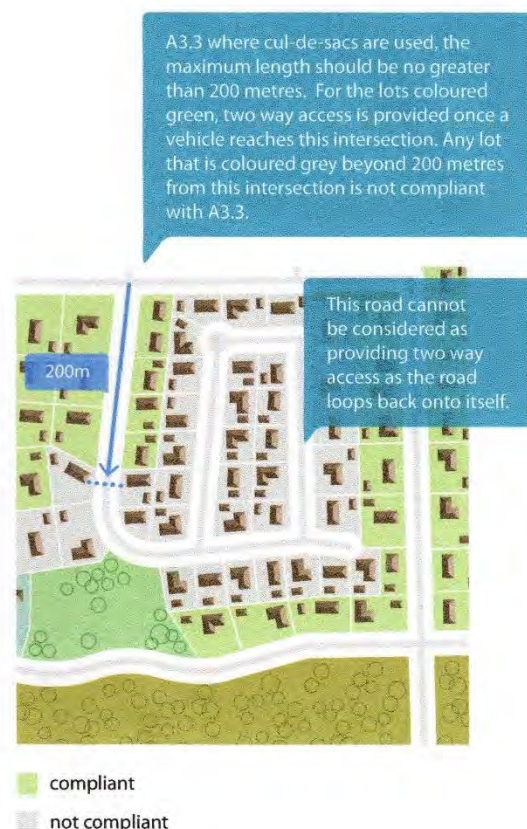 A3.3 where cul-de-sacs are used, the
maximum length should be no greater
than 200 metres. For the lots coloured
green, two way access is provided once a
vehicle reaches this intersection. Any lot
that is coloured grey beyond 200 metres
from this intersection is not compliant
with A3.3.
This road cannot
be considered as
providing two way
access as the road
loops back onto itself.
200m
compliant
not compliant